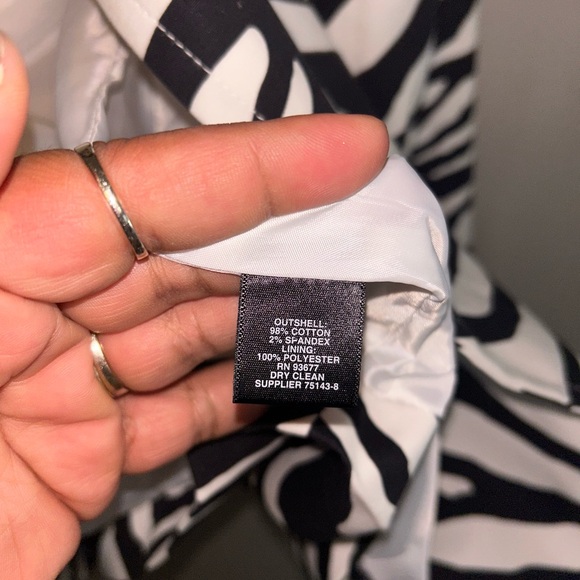 OUTSHELL:
98% COTTON
2% SPANDEX
LINING:
100% POLYESTER
RN 93677
DRY CLEAN
SUPPLIER 75143-8